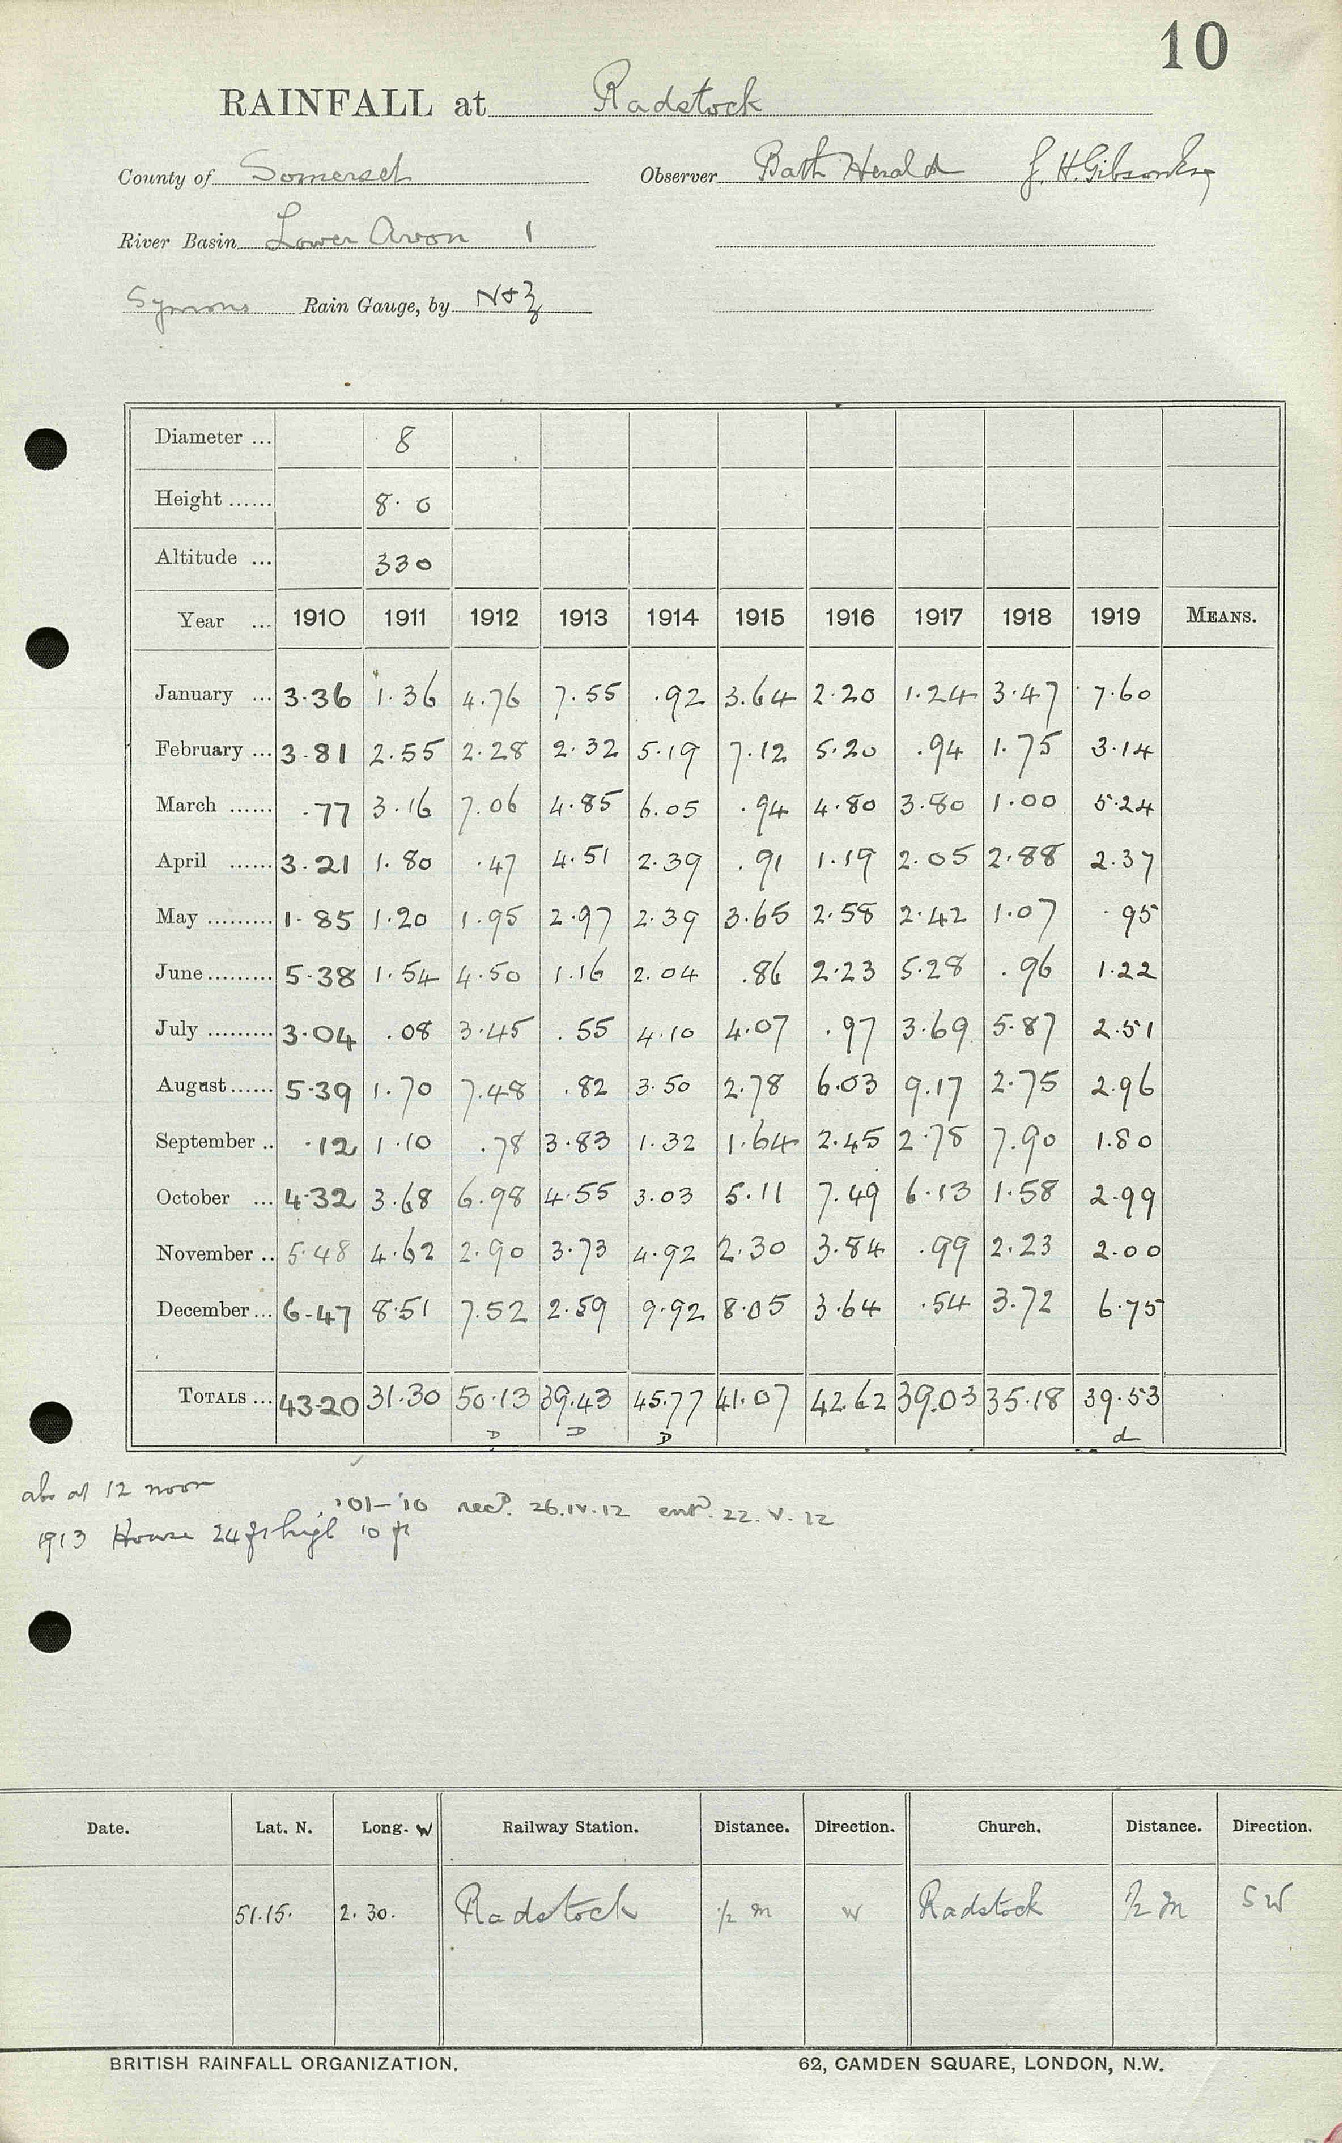 10
RAINFALL at Radstock
County of Somerset Observer Bath Herald J. H. Gibson Esq
River Basin Lower Avon 1
Symons Rain Gauge, by N & Z
Diameter ... 8
Height ...... 8.0
Altitude ... 330
Year ... 1910 1911 1912 1913 1914 1915 1916 1917 1918 1919 MEANS.
January ... 3.36 1.36 4.76 7.55 .92 3.64 2.20 1.24 3.47 7.60
February ... 3.81 2.55 2.28 2.32 5.19 7.12 5.20 .94 1.75 3.14
March ...... .77 3.16 7.06 4.85 6.05 .94 4.80 3.80 1.00 5.24
April ...... 3.21 1.80 .47 4.51 2.39 .91 1.19 2.05 2.88 2.37
May ......... 1.85 1.20 1.95 2.97 2.39 3.65 2.58 2.42 1.07 .95
June ......... 5.38 1.54 4.50 1.16 2.04 .86 2.23 5.28 .96 1.22
July ......... 3.04 .08 3.45 .55 4.10 4.07 .97 3.69 5.87 2.51
August ...... 5.39 1.70 7.48 .82 3.50 2.78 6.03 9.17 2.75 2.96
September .. .12 1.10 .78 3.83 1.32 1.64 2.45 2.78 7.90 1.80
October ... 4.32 3.68 6.98 4.55 3.03 5.11 7.49 6.13 1.58 2.99
November .. 5.48 4.62 2.90 3.73 4.92 2.30 3.84 .99 2.23 2.00
December ... 6.47 8.51 7.52 2.59 9.92 8.05 3.64 .54 3.72 6.75
TOTALS ... 43.20 31.30 50.13 39.43 45.77 41.07 42.62 39.03 35.18 39.53
D D D d
at 12 noon
'01-'10 recd. 26.IV.12 entd. 22.V.12
1913 House 24 ft high 10 ft
Date. Lat. N. Long. W Railway Station. Distance. Direction. Church. Distance. Direction.
51.15. 2.30. Radstock 1/2 m W Radstock 1/2 m SW
BRITISH RAINFALL ORGANIZATION. 62, CAMDEN SQUARE, LONDON, N.W.